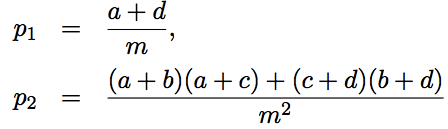 p₁ = (a + d) / m,
p₂ = ((a + b)(a + c) + (c + d)(b + d)) / m²